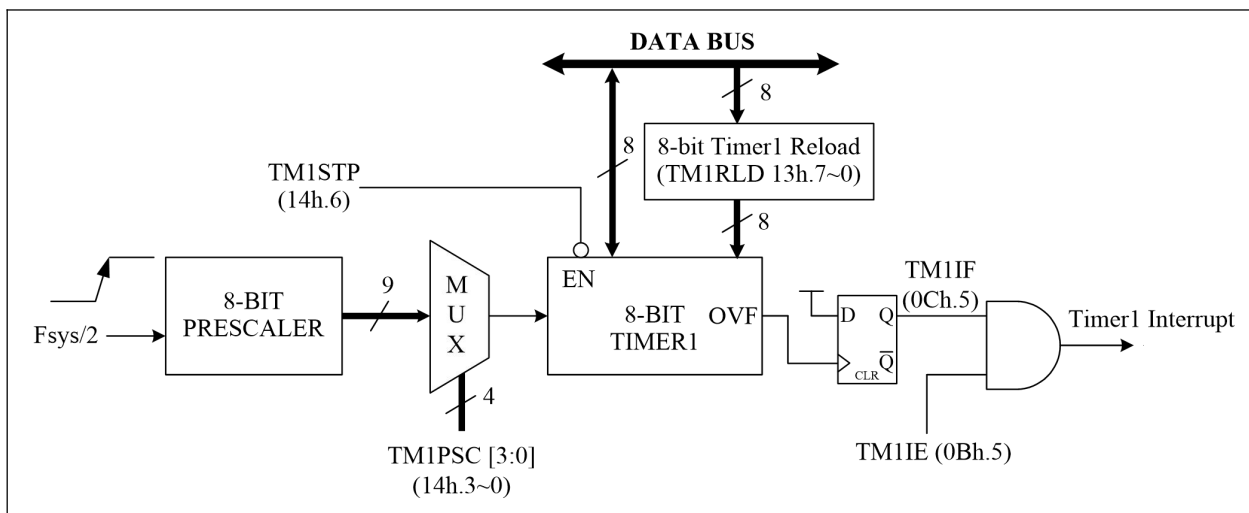 DATA BUS
8
8-bit Timer1 Reload
(TM1RLD 13h.7~0)
8
8
TM1STP
(14h.6)
Fsys/2
8-BIT
PRESCALER
9
M
U
X
4
TM1PSC [3:0]
(14h.3~0)
EN
8-BIT
TIMER1
OVF
D
Q
CLR
Q̅
TM1IF
(0Ch.5)
TM1IE (0Bh.5)
Timer1 Interrupt